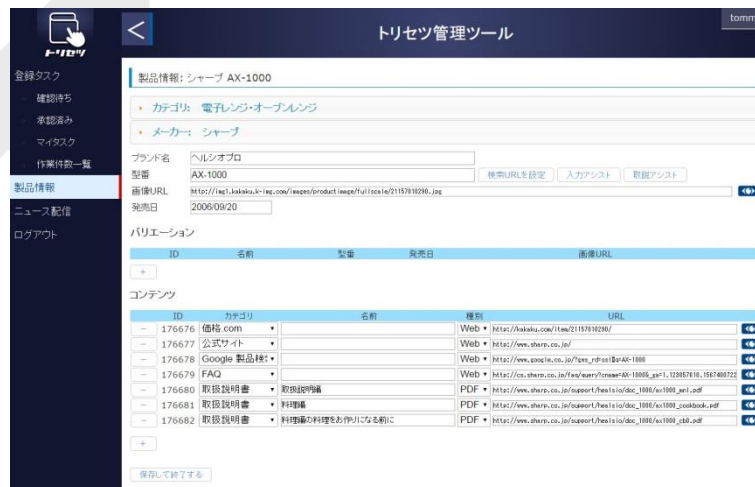 トリセツ
トリセツ管理ツール
tomm
登録タスク
確認待ち
承認済み
マイタスク
作業件数一覧
製品情報
ニュース配信
ログアウト
製品情報: シャープ AX-1000
カテゴリ: 電子レンジ・オーブンレンジ
メーカー: シャープ
ブランド名 ヘルシオプロ
型番 AX-1000 検索URLを設定 入力アシスト 取説アシスト
画像URL http://img1.kakaku.k-img.com/images/productimage/fullscale/21157010290.jpg
発売日 2006/09/20
バリエーション
ID 名前 型番 発売日 画像URL
+
コンテンツ
ID カテゴリ 名前 種別 URL
− 176676 価格.com Web http://kakaku.com/item/21157010290/
− 176677 公式サイト Web http://www.sharp.co.jp/
− 176678 Google 製品検索 Web http://www.google.co.jp/?gws_rd=ssl#q=AX-1000
− 176679 FAQ Web
− 176680 取扱説明書 取扱説明編 PDF http://www.sharp.co.jp/support/healsio/doc_1000/ax1000_mn1.pdf
− 176681 取扱説明書 料理編 PDF http://www.sharp.co.jp/support/healsio/doc_1000/ax1000_cookbook.pdf
− 176682 取扱説明書 料理編の料理をお作りになる前に PDF http://www.sharp.co.jp/support/healsio/doc_1000/ax1000_cb0.pdf
+
保存して終了する